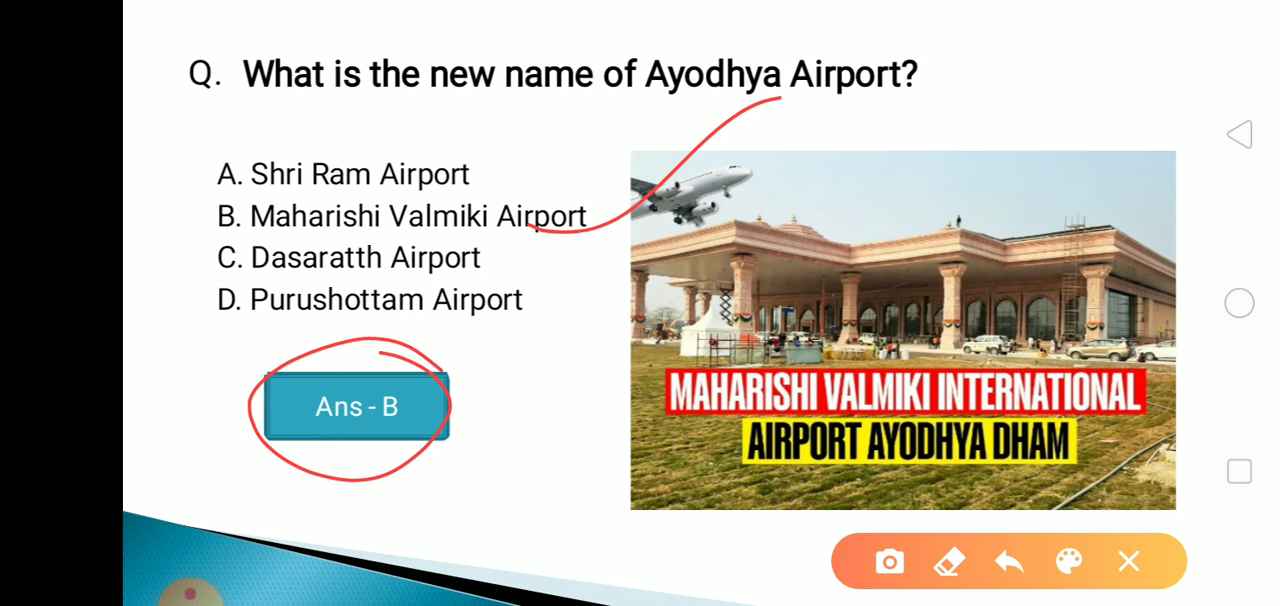 Q. What is the new name of Ayodhya Airport?
A. Shri Ram Airport
B. Maharishi Valmiki Airport
C. Dasaratth Airport
D. Purushottam Airport
Ans - B
MAHARISHI VALMIKI INTERNATIONAL
AIRPORT AYODHYA DHAM